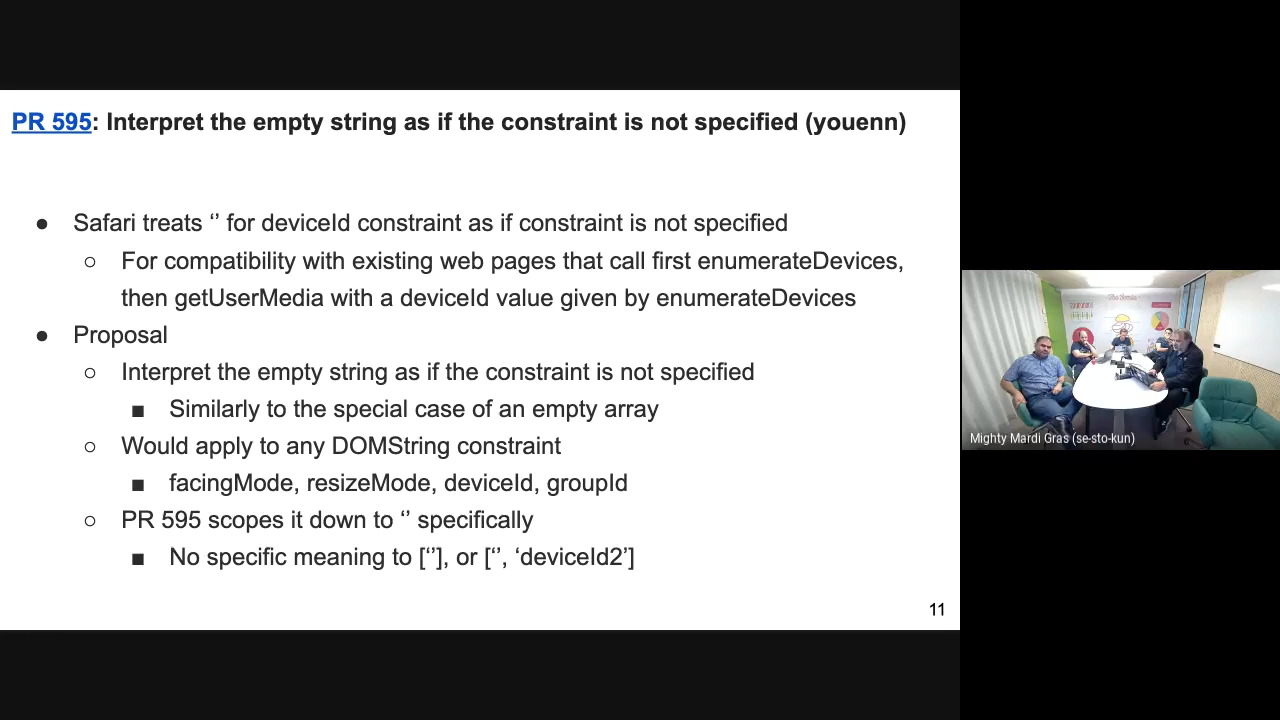 PR 595: Interpret the empty string as if the constraint is not specified (youenn)
● Safari treats ‘’ for deviceId constraint as if constraint is not specified
○ For compatibility with existing web pages that call first enumerateDevices,
then getUserMedia with a deviceId value given by enumerateDevices
● Proposal
○ Interpret the empty string as if the constraint is not specified
■ Similarly to the special case of an empty array
○ Would apply to any DOMString constraint
■ facingMode, resizeMode, deviceId, groupId
○ PR 595 scopes it down to ‘’ specifically
■ No specific meaning to [‘’], or [‘’, ‘deviceId2’]
11
Mighty Mardi Gras (se-sto-kun)